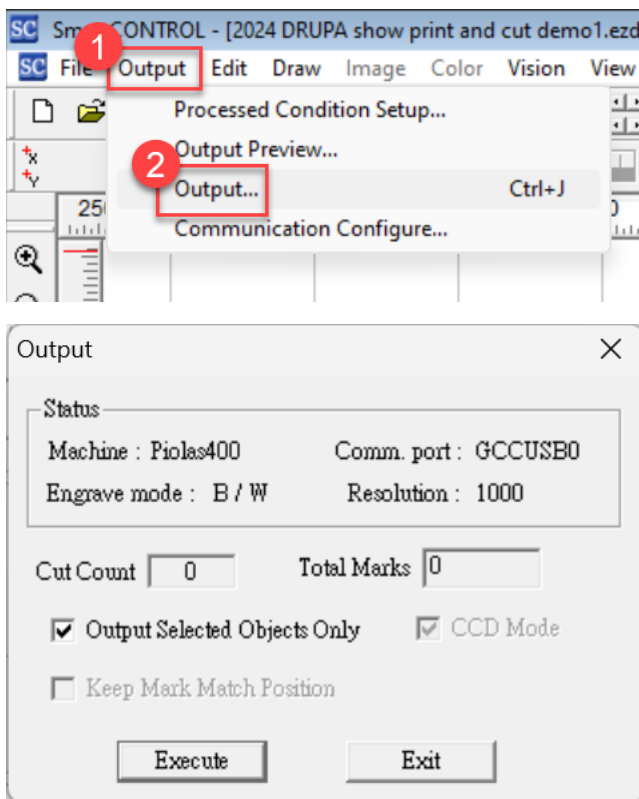 SC Sm CONTROL - [2024 DRUPA show print and cut demo1.ezd
1
SC File Output Edit Draw Image Color Vision View
Processed Condition Setup...
+x
+y
Output Preview...
2
Output... Ctrl+J
250
Communication Configure...
Output
Status
Machine : Piolas400 Comm. port : GCCUSB0
Engrave mode : B / W Resolution : 1000
Cut Count 0 Total Marks 0
Output Selected Objects Only CCD Mode
Keep Mark Match Position
Execute Exit